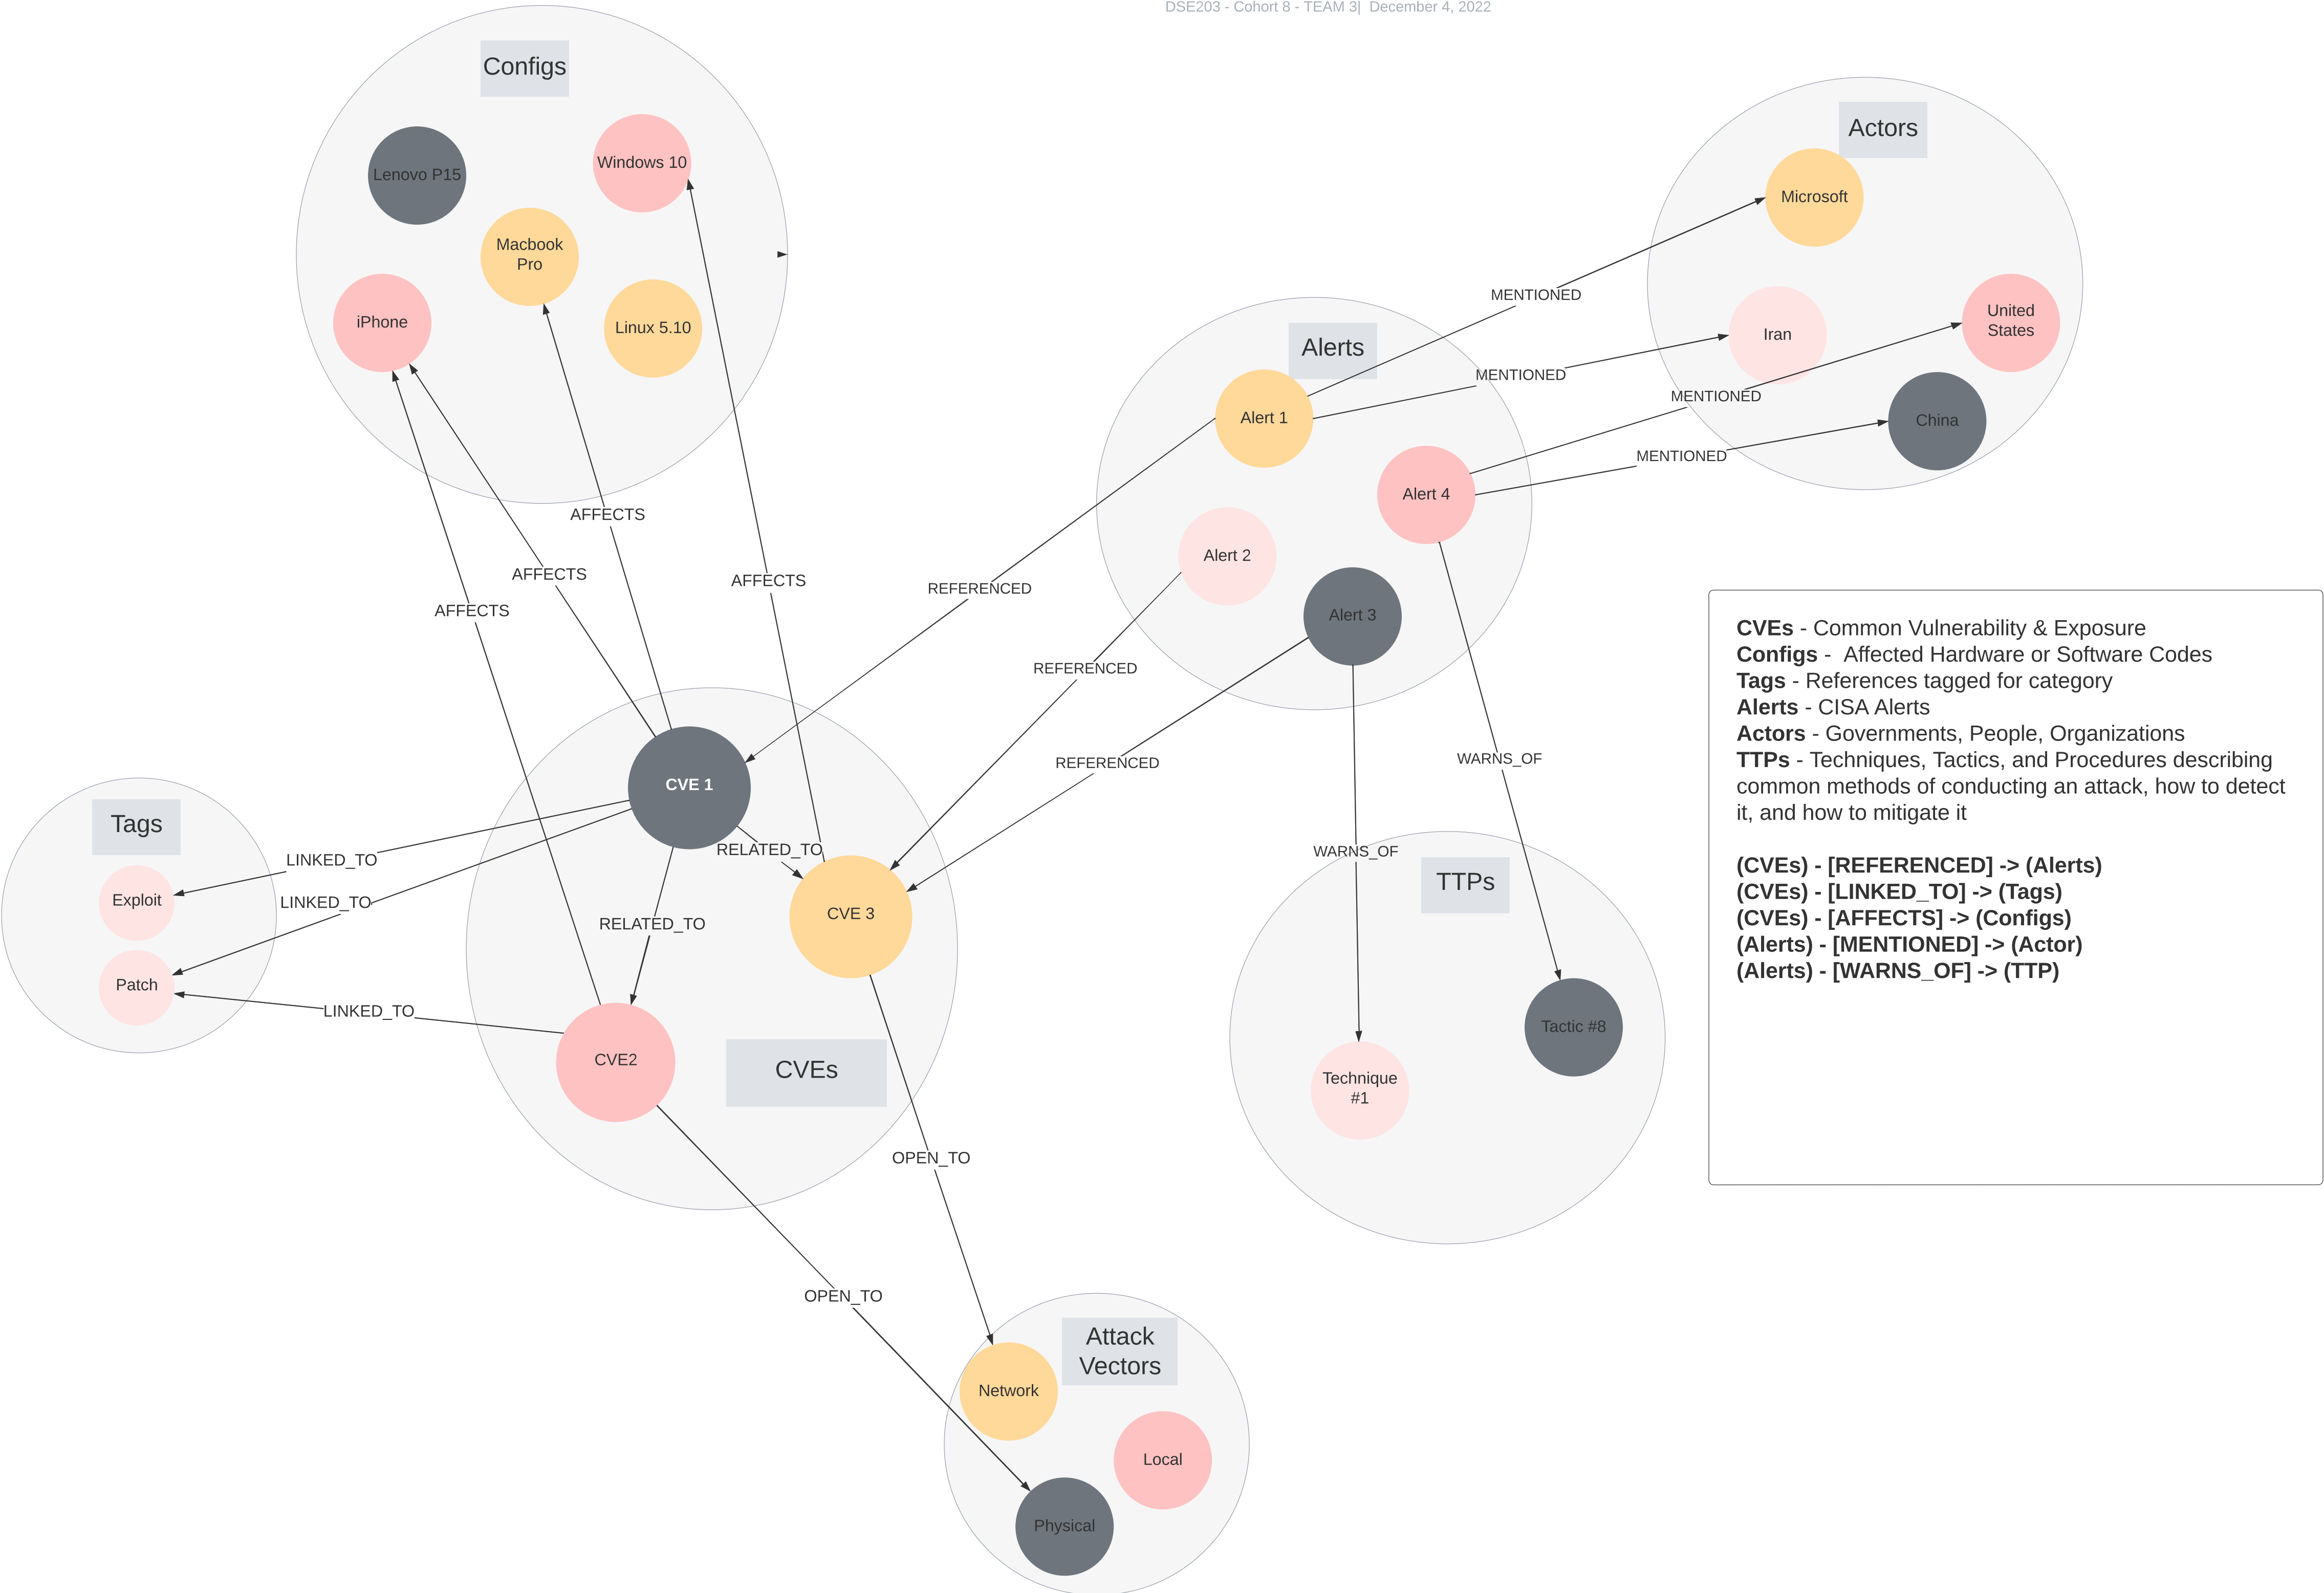 DSE203 - Cohort 8 - TEAM 3|  December 4, 2022
Configs
Lenovo P15
Windows 10
Macbook
Pro
iPhone
Linux 5.10
Actors
Microsoft
Iran
United
States
China
Alerts
Alert 1
Alert 4
Alert 2
Alert 3
MENTIONED
MENTIONED
MENTIONED
MENTIONED
AFFECTS
AFFECTS
AFFECTS
AFFECTS
REFERENCED
REFERENCED
REFERENCED
WARNS_OF
WARNS_OF
CVE 1
RELATED_TO
RELATED_TO
CVE 3
CVE2
CVEs
Tags
Exploit
Patch
LINKED_TO
LINKED_TO
LINKED_TO
TTPs
Tactic #8
Technique
#1
OPEN_TO
OPEN_TO
Attack
Vectors
Network
Local
Physical
CVEs - Common Vulnerability & Exposure
Configs -  Affected Hardware or Software Codes
Tags - References tagged for category
Alerts - CISA Alerts
Actors - Governments, People, Organizations
TTPs - Techniques, Tactics, and Procedures describing
common methods of conducting an attack, how to detect
it, and how to mitigate it
(CVEs) - [REFERENCED] -> (Alerts)
(CVEs) - [LINKED_TO] -> (Tags)
(CVEs) - [AFFECTS] -> (Configs)
(Alerts) - [MENTIONED] -> (Actor)
(Alerts) - [WARNS_OF] -> (TTP)